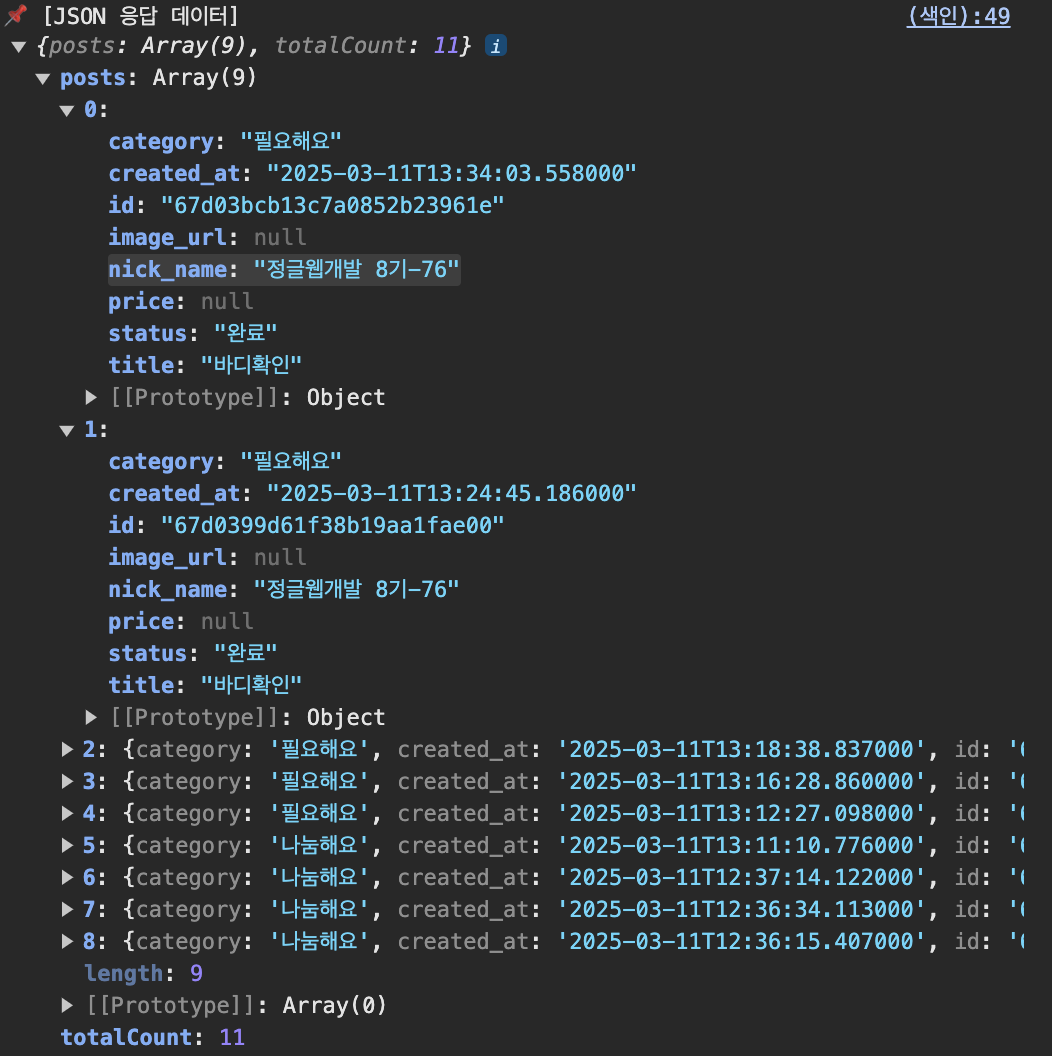 [JSON 응답 데이터] (색인):49
{posts: Array(9), totalCount: 11} i
posts: Array(9)
0:
category: "필요해요"
created_at: "2025-03-11T13:34:03.558000"
id: "67d03bcb13c7a0852b23961e"
image_url: null
nick_name: "정글웹개발 8기-76"
price: null
status: "완료"
title: "바디확인"
[[Prototype]]: Object
1:
category: "필요해요"
created_at: "2025-03-11T13:24:45.186000"
id: "67d0399d61f38b19aa1fae00"
image_url: null
nick_name: "정글웹개발 8기-76"
price: null
status: "완료"
title: "바디확인"
[[Prototype]]: Object
2: {category: '필요해요', created_at: '2025-03-11T13:18:38.837000', id: '
3: {category: '필요해요', created_at: '2025-03-11T13:16:28.860000', id: '
4: {category: '필요해요', created_at: '2025-03-11T13:12:27.098000', id: '
5: {category: '나눔해요', created_at: '2025-03-11T13:11:10.776000', id: '
6: {category: '나눔해요', created_at: '2025-03-11T12:37:14.122000', id: '
7: {category: '나눔해요', created_at: '2025-03-11T12:36:34.113000', id: '
8: {category: '나눔해요', created_at: '2025-03-11T12:36:15.407000', id: '
length: 9
[[Prototype]]: Array(0)
totalCount: 11